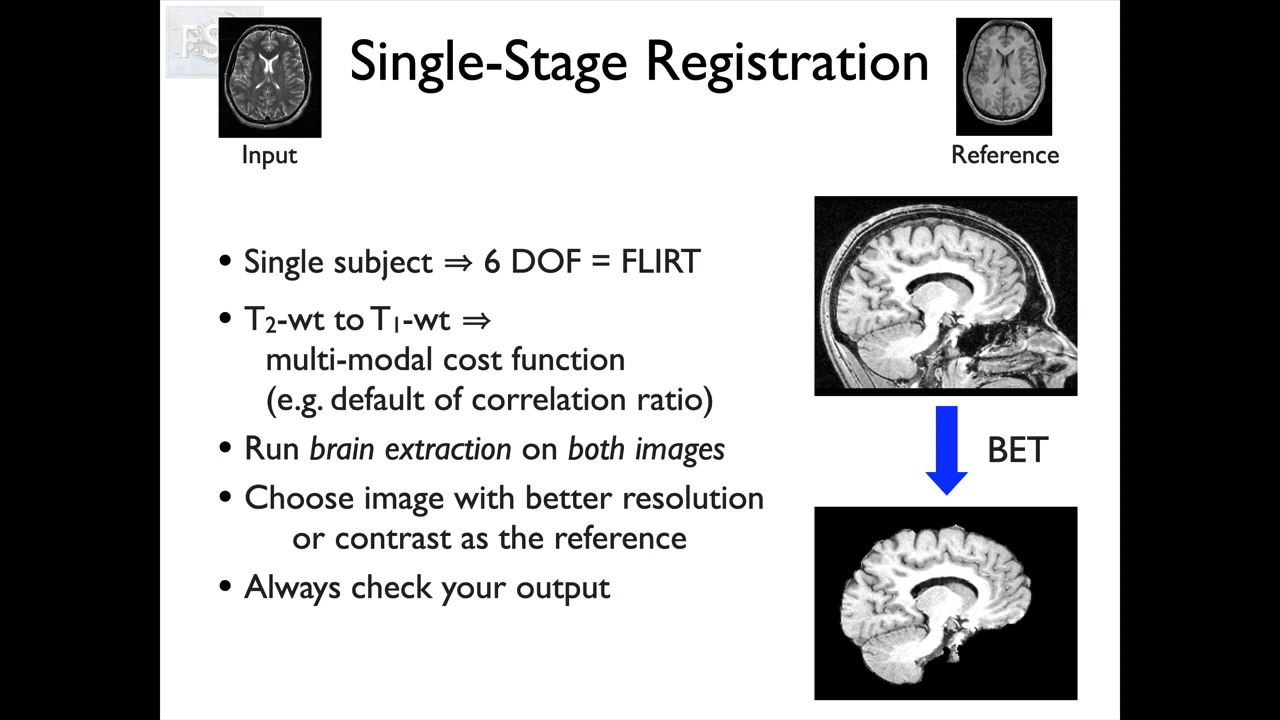 Single-Stage Registration
Input
Reference
• Single subject ⇒ 6 DOF = FLIRT
• T₂-wt to T₁-wt ⇒
multi-modal cost function
(e.g. default of correlation ratio)
• Run brain extraction on both images
• Choose image with better resolution
or contrast as the reference
• Always check your output
BET